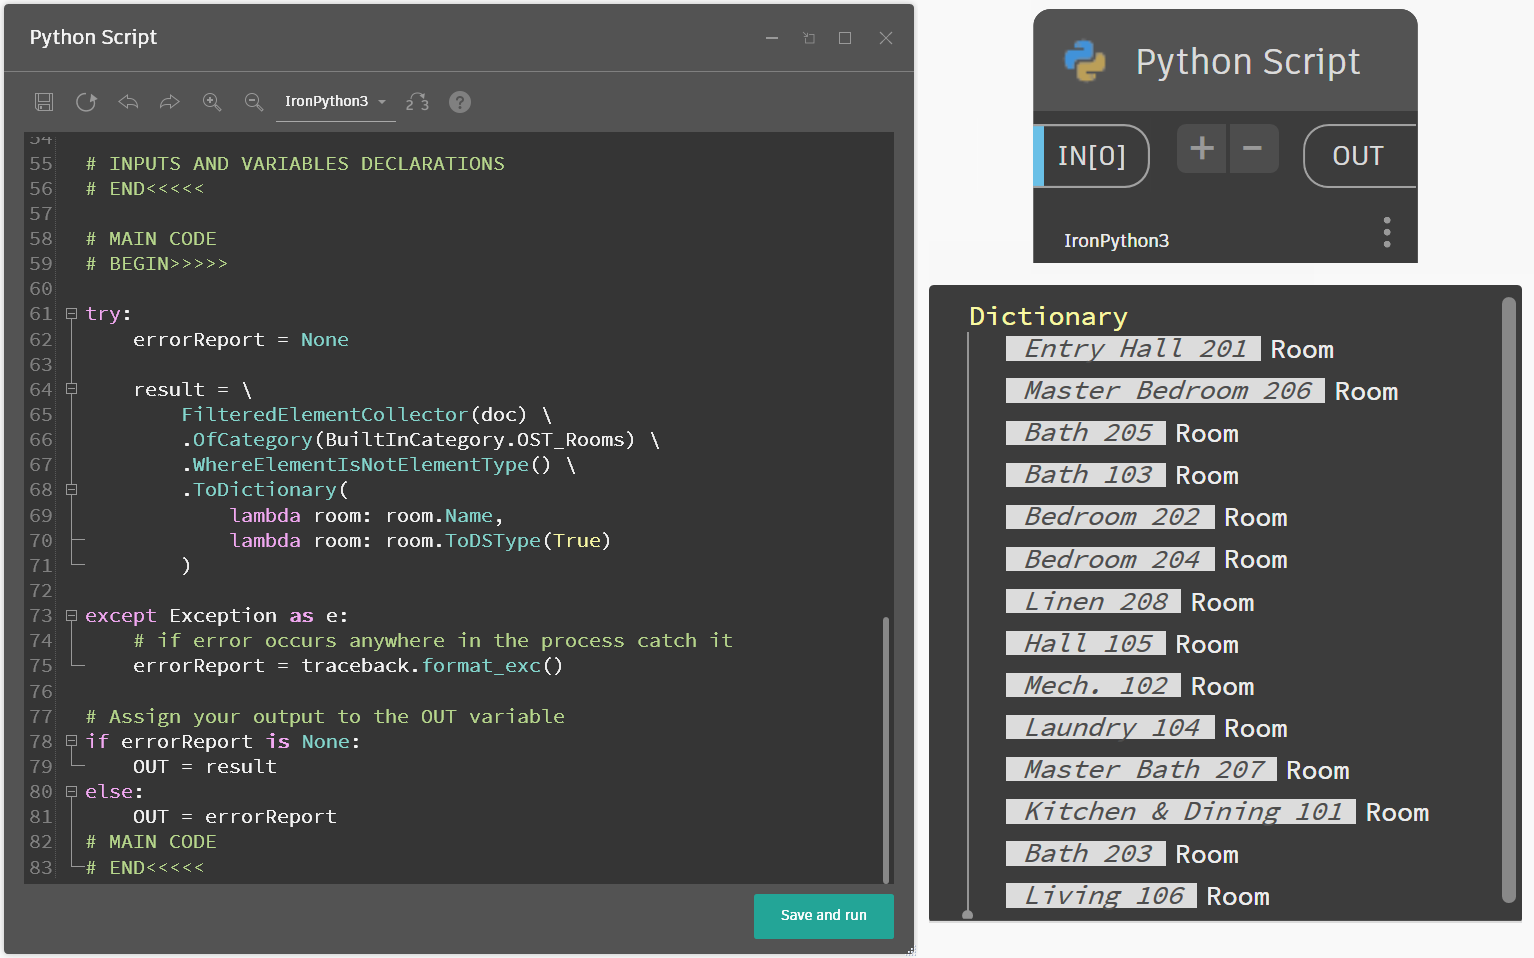 Python Script
IronPython3
2 3
?
54
55 # INPUTS AND VARIABLES DECLARATIONS
56 # END<<<<<
57
58 # MAIN CODE
59 # BEGIN>>>>>
60
61 try:
62     errorReport = None
63
64     result = \
65         FilteredElementCollector(doc) \
66         .OfCategory(BuiltInCategory.OST_Rooms) \
67         .WhereElementIsNotElementType() \
68         .ToDictionary(
69             lambda room: room.Name,
70             lambda room: room.ToDSType(True)
71         )
72
73 except Exception as e:
74     # if error occurs anywhere in the process catch it
75     errorReport = traceback.format_exc()
76
77 # Assign your output to the OUT variable
78 if errorReport is None:
79     OUT = result
80 else:
81     OUT = errorReport
82 # MAIN CODE
83 # END<<<<<
Save and run
Python Script
IN[0] + − OUT
IronPython3
Dictionary
Entry Hall 201 Room
Master Bedroom 206 Room
Bath 205 Room
Bath 103 Room
Bedroom 202 Room
Bedroom 204 Room
Linen 208 Room
Hall 105 Room
Mech. 102 Room
Laundry 104 Room
Master Bath 207 Room
Kitchen & Dining 101 Room
Bath 203 Room
Living 106 Room